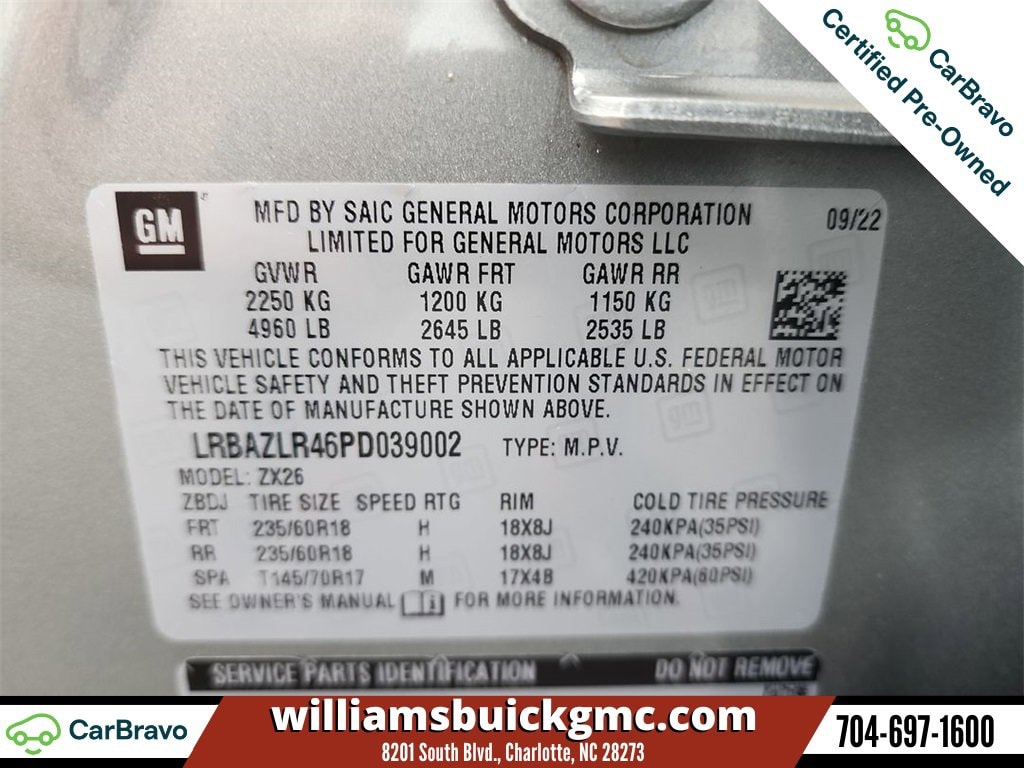 Certified Pre-Owned
CarBravo
GM
MFD BY SAIC GENERAL MOTORS CORPORATION 09/22
LIMITED FOR GENERAL MOTORS LLC
GVWR GAWR FRT GAWR RR
2250 KG 1200 KG 1150 KG
4960 LB 2645 LB 2535 LB
THIS VEHICLE CONFORMS TO ALL APPLICABLE U.S. FEDERAL MOTOR
VEHICLE SAFETY AND THEFT PREVENTION STANDARDS IN EFFECT ON
THE DATE OF MANUFACTURE SHOWN ABOVE.
LRBAZLR46PD039002 TYPE: M.P.V.
MODEL: ZX26
ZBDJ TIRE SIZE SPEED RTG RIM COLD TIRE PRESSURE
FRT 235/60R18 H 18X8J 240KPA(35PSI)
RR 235/60R18 H 18X8J 240KPA(35PSI)
SPA T145/70R17 M 17X4B 420KPA(60PSI)
SEE OWNER'S MANUAL FOR MORE INFORMATION.
SERVICE PARTS IDENTIFICATION DO NOT REMOVE
CarBravo
williamsbuickgmc.com
8201 South Blvd., Charlotte, NC 28273
704-697-1600